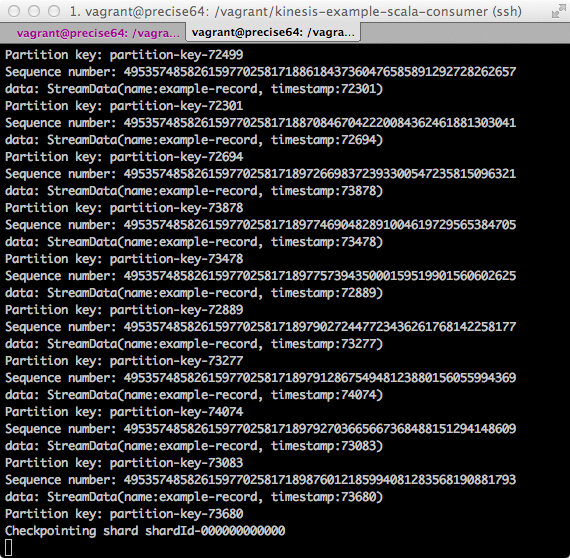 1. vagrant@precise64: /vagrant/kinesis-example-scala-consumer (ssh)
vagrant@precise64: /vagra... vagrant@precise64: /vagra...
Partition key: partition-key-72499
Sequence number: 49535748582615977025817188618437360476585891292728262657
data: StreamData(name:example-record, timestamp:72301)
Partition key: partition-key-72301
Sequence number: 49535748582615977025817188708467042220084362461881303041
data: StreamData(name:example-record, timestamp:72694)
Partition key: partition-key-72694
Sequence number: 49535748582615977025817189726698372393300547235815096321
data: StreamData(name:example-record, timestamp:73878)
Partition key: partition-key-73878
Sequence number: 49535748582615977025817189774690482891004619729565384705
data: StreamData(name:example-record, timestamp:73478)
Partition key: partition-key-73478
Sequence number: 49535748582615977025817189775739435000159519901560602625
data: StreamData(name:example-record, timestamp:72889)
Partition key: partition-key-72889
Sequence number: 49535748582615977025817189790272447723436261768142258177
data: StreamData(name:example-record, timestamp:73277)
Partition key: partition-key-73277
Sequence number: 49535748582615977025817189791286754948123880156055994369
data: StreamData(name:example-record, timestamp:74074)
Partition key: partition-key-74074
Sequence number: 49535748582615977025817189792703665667368488151294148609
data: StreamData(name:example-record, timestamp:73083)
Partition key: partition-key-73083
Sequence number: 49535748582615977025817189876012185994081283568190881793
data: StreamData(name:example-record, timestamp:73680)
Partition key: partition-key-73680
Checkpointing shard shardId-000000000000